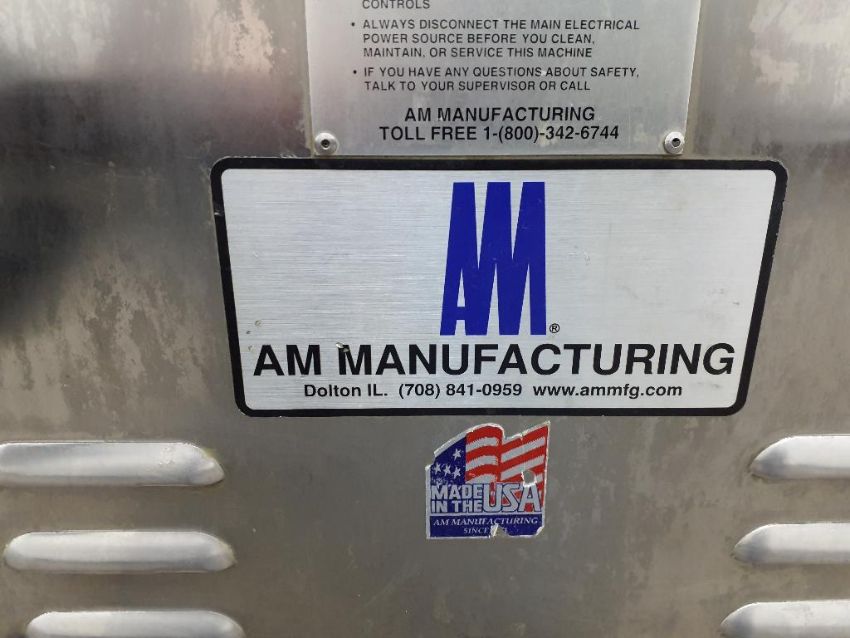 CONTROLS
• ALWAYS DISCONNECT THE MAIN ELECTRICAL
POWER SOURCE BEFORE YOU CLEAN,
MAINTAIN, OR SERVICE THIS MACHINE
• IF YOU HAVE ANY QUESTIONS ABOUT SAFETY,
TALK TO YOUR SUPERVISOR OR CALL
AM MANUFACTURING
TOLL FREE 1-(800)-342-6744
AM®
AM MANUFACTURING
Dolton IL. (708) 841-0959 www.ammfg.com
MADE
IN THE USA
AM MANUFACTURING